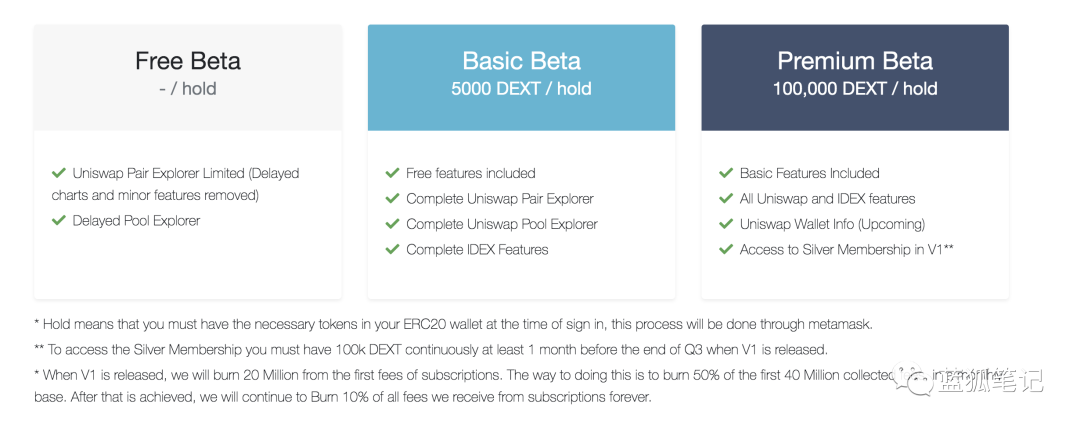 Free Beta
- / hold
Uniswap Pair Explorer Limited (Delayed
charts and minor features removed)
Delayed Pool Explorer
Basic Beta
5000 DEXT / hold
Free features included
Complete Uniswap Pair Explorer
Complete Uniswap Pool Explorer
Complete IDEX Features
Premium Beta
100,000 DEXT / hold
Basic Features Included
All Uniswap and IDEX features
Uniswap Wallet Info (Upcoming)
Access to Silver Membership in V1**
* Hold means that you must have the necessary tokens in your ERC20 wallet at the time of sign in, this process will be done through metamask.
** To access the Silver Membership you must have 100k DEXT continuously at least 1 month before the end of Q3 when V1 is released.
* When V1 is released, we will burn 20 Million from the first fees of subscriptions. The way to doing this is to burn 50% of the first 40 Million collected
base. After that is achieved, we will continue to Burn 10% of all fees we receive from subscriptions forever.
蓝狐笔记